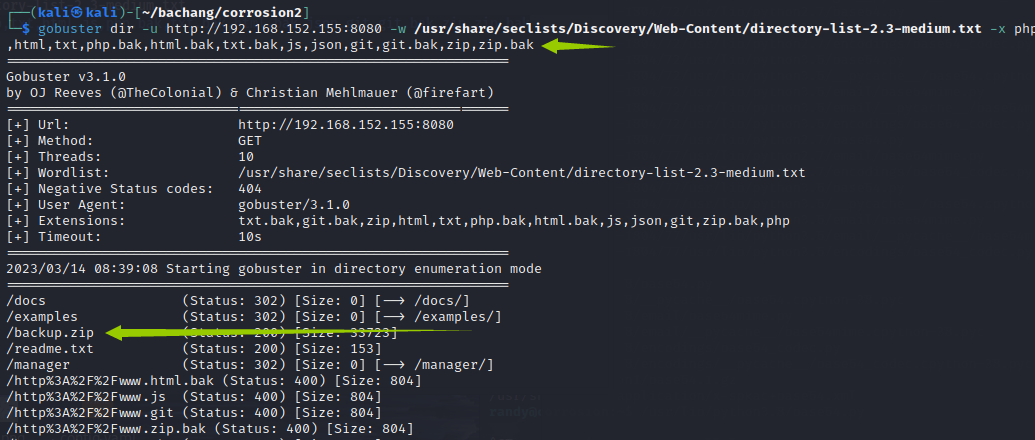 ┌──(kali㉿kali)-[~/bachang/corrosion2]
└─$ gobuster dir -u http://192.168.152.155:8080 -w /usr/share/seclists/Discovery/Web-Content/directory-list-2.3-medium.txt -x php
,html,txt,php.bak,html.bak,txt.bak,js,json,git,git.bak,zip,zip.bak
===============================================================
Gobuster v3.1.0
by OJ Reeves (@TheColonial) & Christian Mehlmauer (@firefart)
===============================================================
[+] Url:                     http://192.168.152.155:8080
[+] Method:                  GET
[+] Threads:                 10
[+] Wordlist:                /usr/share/seclists/Discovery/Web-Content/directory-list-2.3-medium.txt
[+] Negative Status codes:   404
[+] User Agent:              gobuster/3.1.0
[+] Extensions:              txt.bak,git.bak,zip,html,txt,php.bak,html.bak,js,json,git,zip.bak,php
[+] Timeout:                 10s
===============================================================
2023/03/14 08:39:08 Starting gobuster in directory enumeration mode
===============================================================
/docs                 (Status: 302) [Size: 0] [--> /docs/]
/examples             (Status: 302) [Size: 0] [--> /examples/]
/backup.zip           (Status: 200) [Size: 33723]
/readme.txt           (Status: 200) [Size: 153]
/manager              (Status: 302) [Size: 0] [--> /manager/]
/http%3A%2F%2Fwww.html.bak (Status: 400) [Size: 804]
/http%3A%2F%2Fwww.js  (Status: 400) [Size: 804]
/http%3A%2F%2Fwww.git (Status: 400) [Size: 804]
/http%3A%2F%2Fwww.zip.bak (Status: 400) [Size: 804]